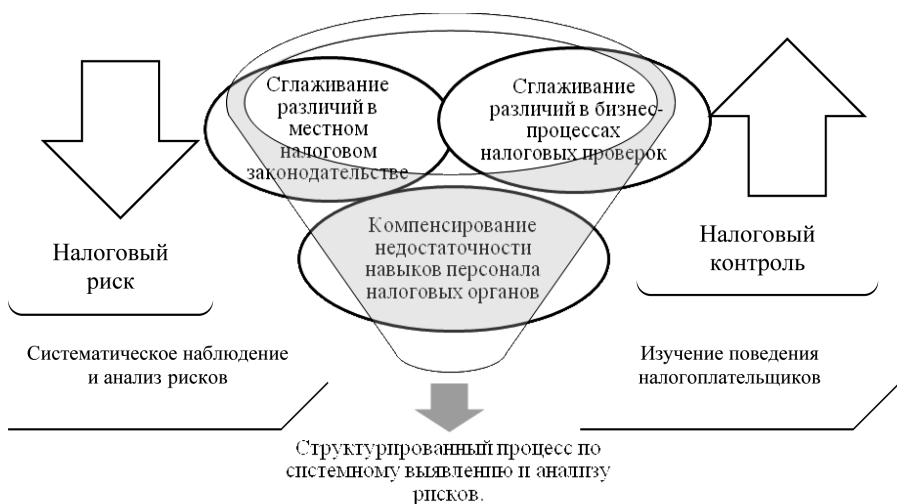 Сглаживание
различий в
местном
налоговом
законодательстве
Сглаживание
различий в бизнес-
процессах
налоговых проверок
Компенсирование
недостаточности
навыков персонала
налоговых органов
Налоговый
риск
Налоговый
контроль
Систематическое наблюдение
и анализ рисков
Изучение поведения
налогоплательщиков
Структурированный процесс по
системному выявлению и анализу
рисков.